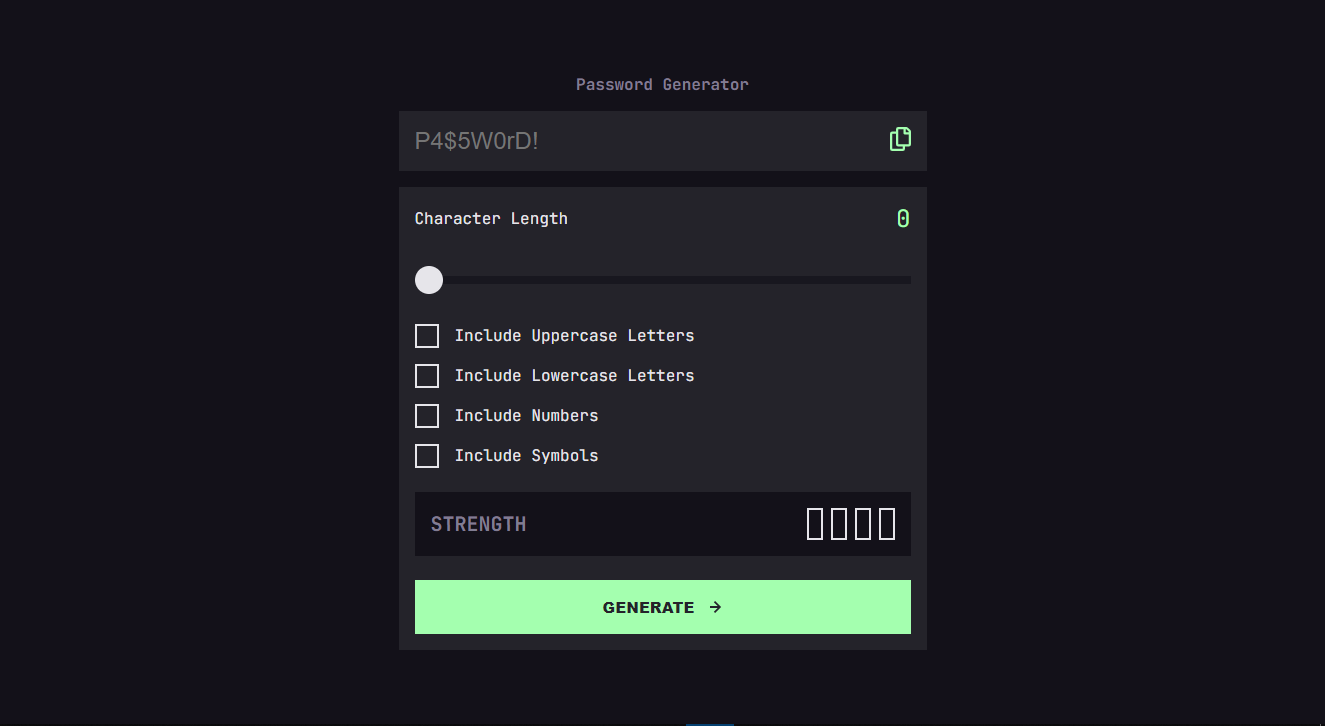 Password Generator
P4$5W0rD!
Character Length 0
Include Uppercase Letters
Include Lowercase Letters
Include Numbers
Include Symbols
STRENGTH
GENERATE →